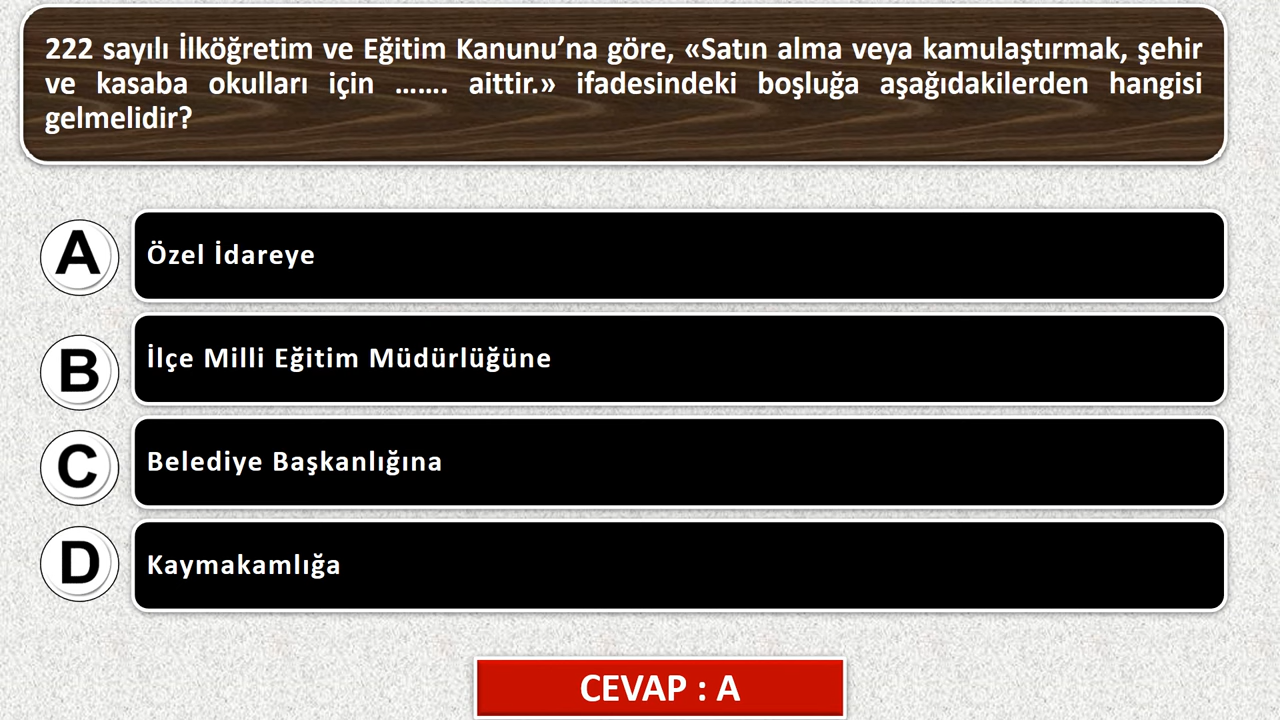 222 sayılı İlköğretim ve Eğitim Kanunu’na göre, «Satın alma veya kamulaştırmak, şehir
ve kasaba okulları için ……. aittir.» ifadesindeki boşluğa aşağıdakilerden hangisi
gelmelidir?
A Özel İdareye
B İlçe Milli Eğitim Müdürlüğüne
C Belediye Başkanlığına
D Kaymakamlığa
CEVAP : A